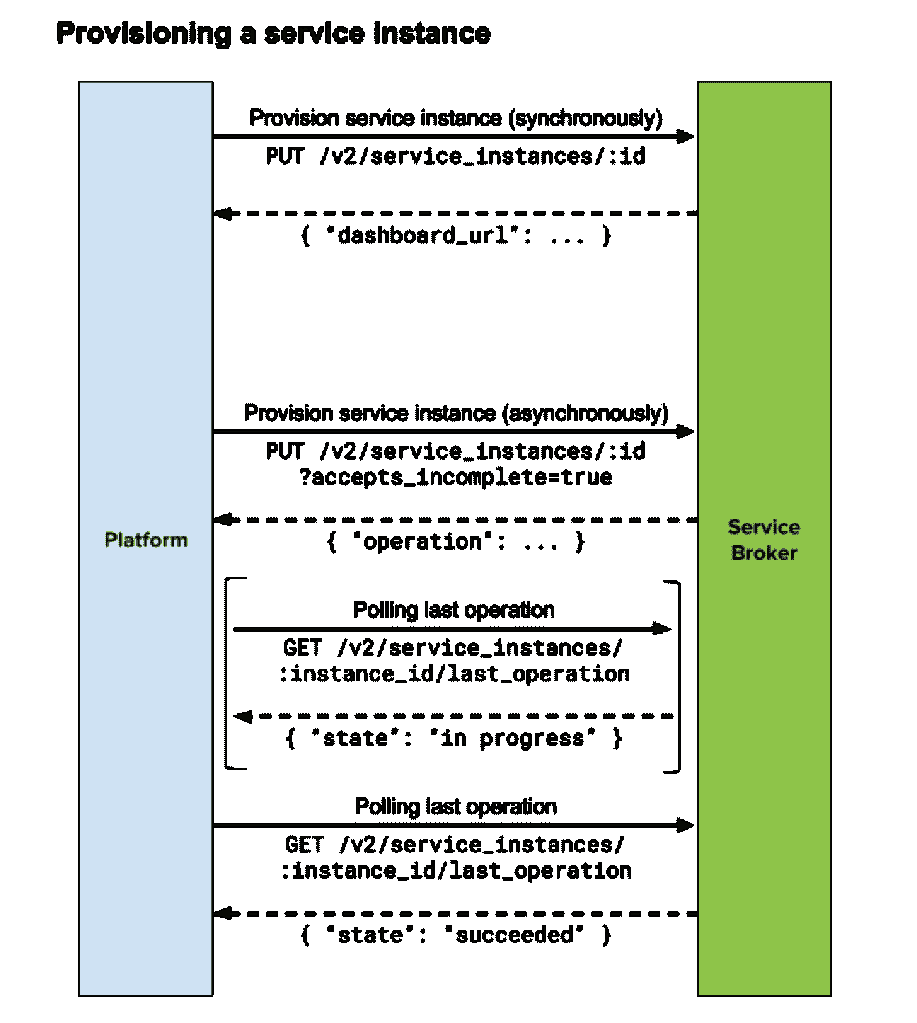 Provisioning a service instance
Provision service instance (synchronously)
PUT /v2/service_instances/:id
{ "dashboard_url": ... }
Provision service instance (asynchronously)
PUT /v2/service_instances/:id
?accepts_incomplete=true
{ "operation": ... }
Platform
Service
Broker
Polling last operation
GET /v2/service_instances/
:instance_id/last_operation
{ "state": "in progress" }
Polling last operation
GET /v2/service_instances/
:instance_id/last_operation
{ "state": "succeeded" }